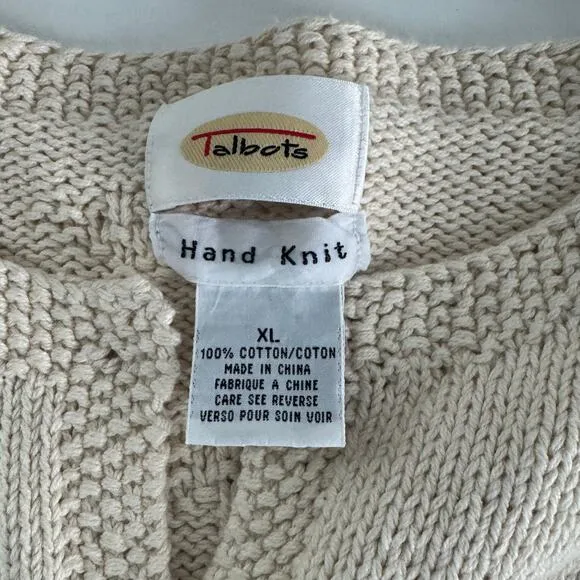 Talbots
Hand Knit
XL
100% COTTON/COTON
MADE IN CHINA
FABRIQUE A CHINE
CARE SEE REVERSE
VERSO POUR SOIN VOIR